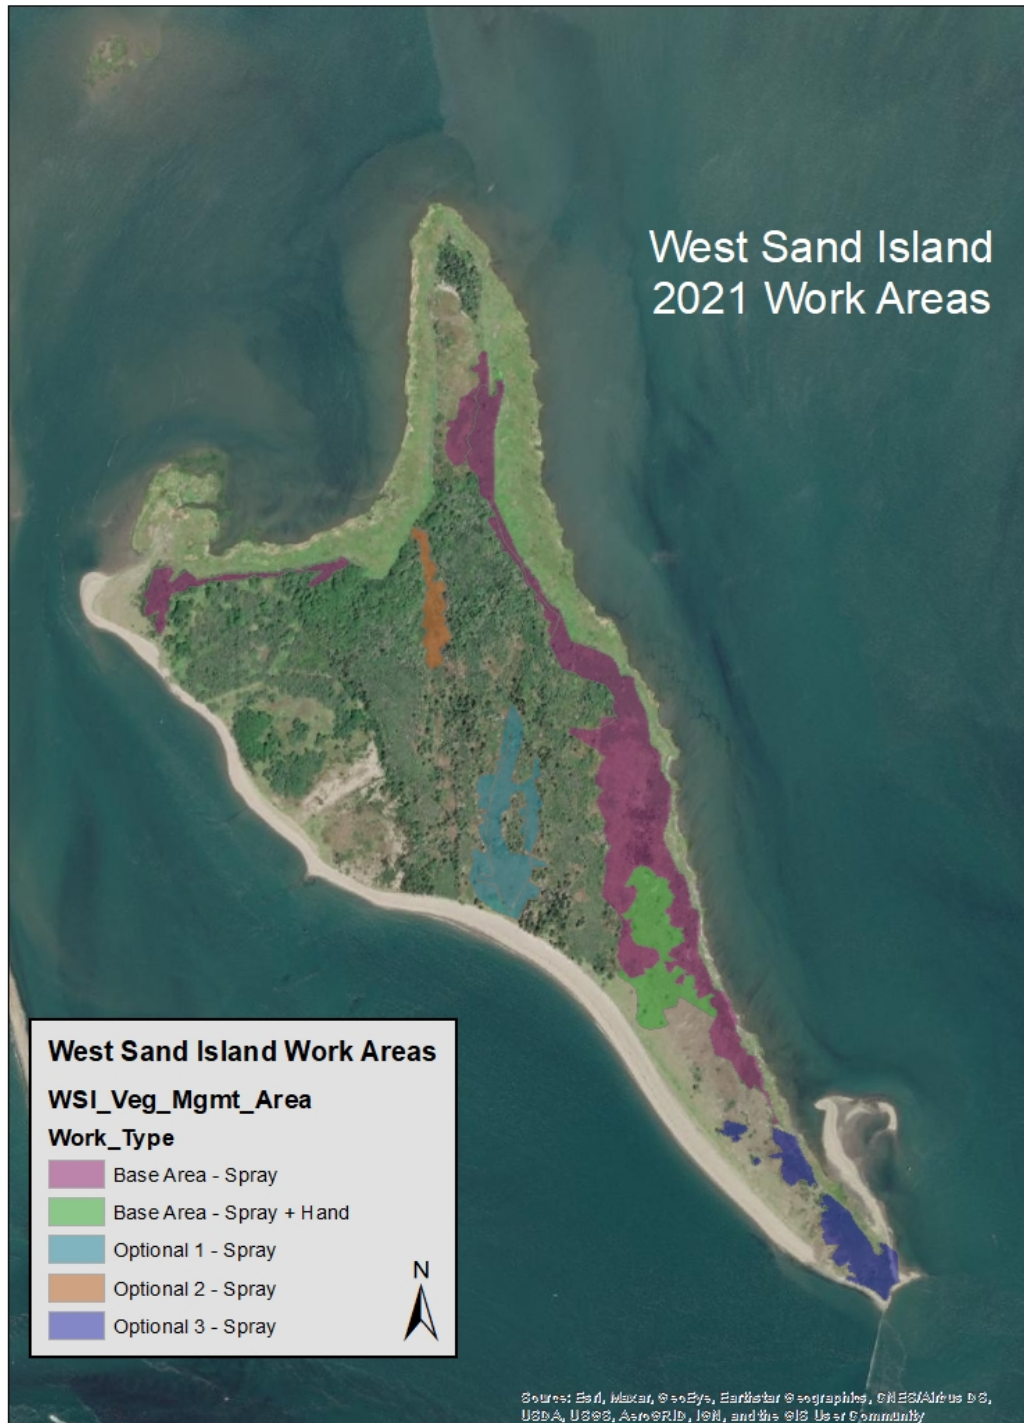 West Sand Island
2021 Work Areas
West Sand Island Work Areas
WSI_Veg_Mgmt_Area
Work_Type
Base Area - Spray
Base Area - Spray + Hand
Optional 1 - Spray
Optional 2 - Spray
Optional 3 - Spray
N
Source: Esri, Maxar, GeoEye, Earthstar Geographics, CNES/Airbus DS,
USDA, USGS, AeroGRID, IGN, and the GIS User Community